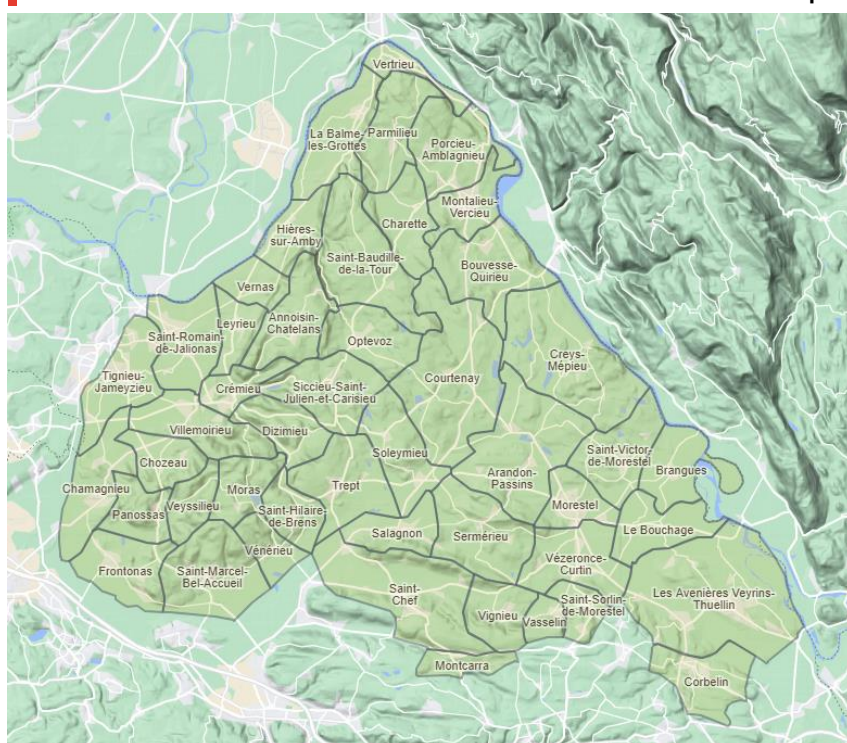 Vertrieu
La Balme-
les-Grottes
Parmilieu
Porcieu-
Amblagnieu
Montalieu-
Vercieu
Charette
Hières-
sur-Amby
Saint-Baudille-
de-la-Tour
Bouvesse-
Quirieu
Vernas
Leyrieu
Annoisin-
Chatelans
Saint-Romain-
de-Jalionas
Optevoz
Creys-
Mépieu
Tignieu-
Jameyzieu
Crémieu
Siccieu-Saint-
Julien-et-Carisieu
Courtenay
Villemoirieu
Dizimieu
Soleymieu
Saint-Victor-
de-Morestel
Brangues
Chozeau
Chamagnieu
Moras
Trept
Arandon-
Passins
Panossas
Veyssilieu
Saint-Hilaire-
de-Brens
Morestel
Salagnon
Sermérieu
Le Bouchage
Vénérieu
Frontonas
Saint-Marcel-
Bel-Accueil
Vézeronce-
Curtin
Saint-
Chef
Vignieu
Vasselin
Saint-Sorlin-
de-Morestel
Les Avenières Veyrins-
Thuellin
Montcarra
Corbelin